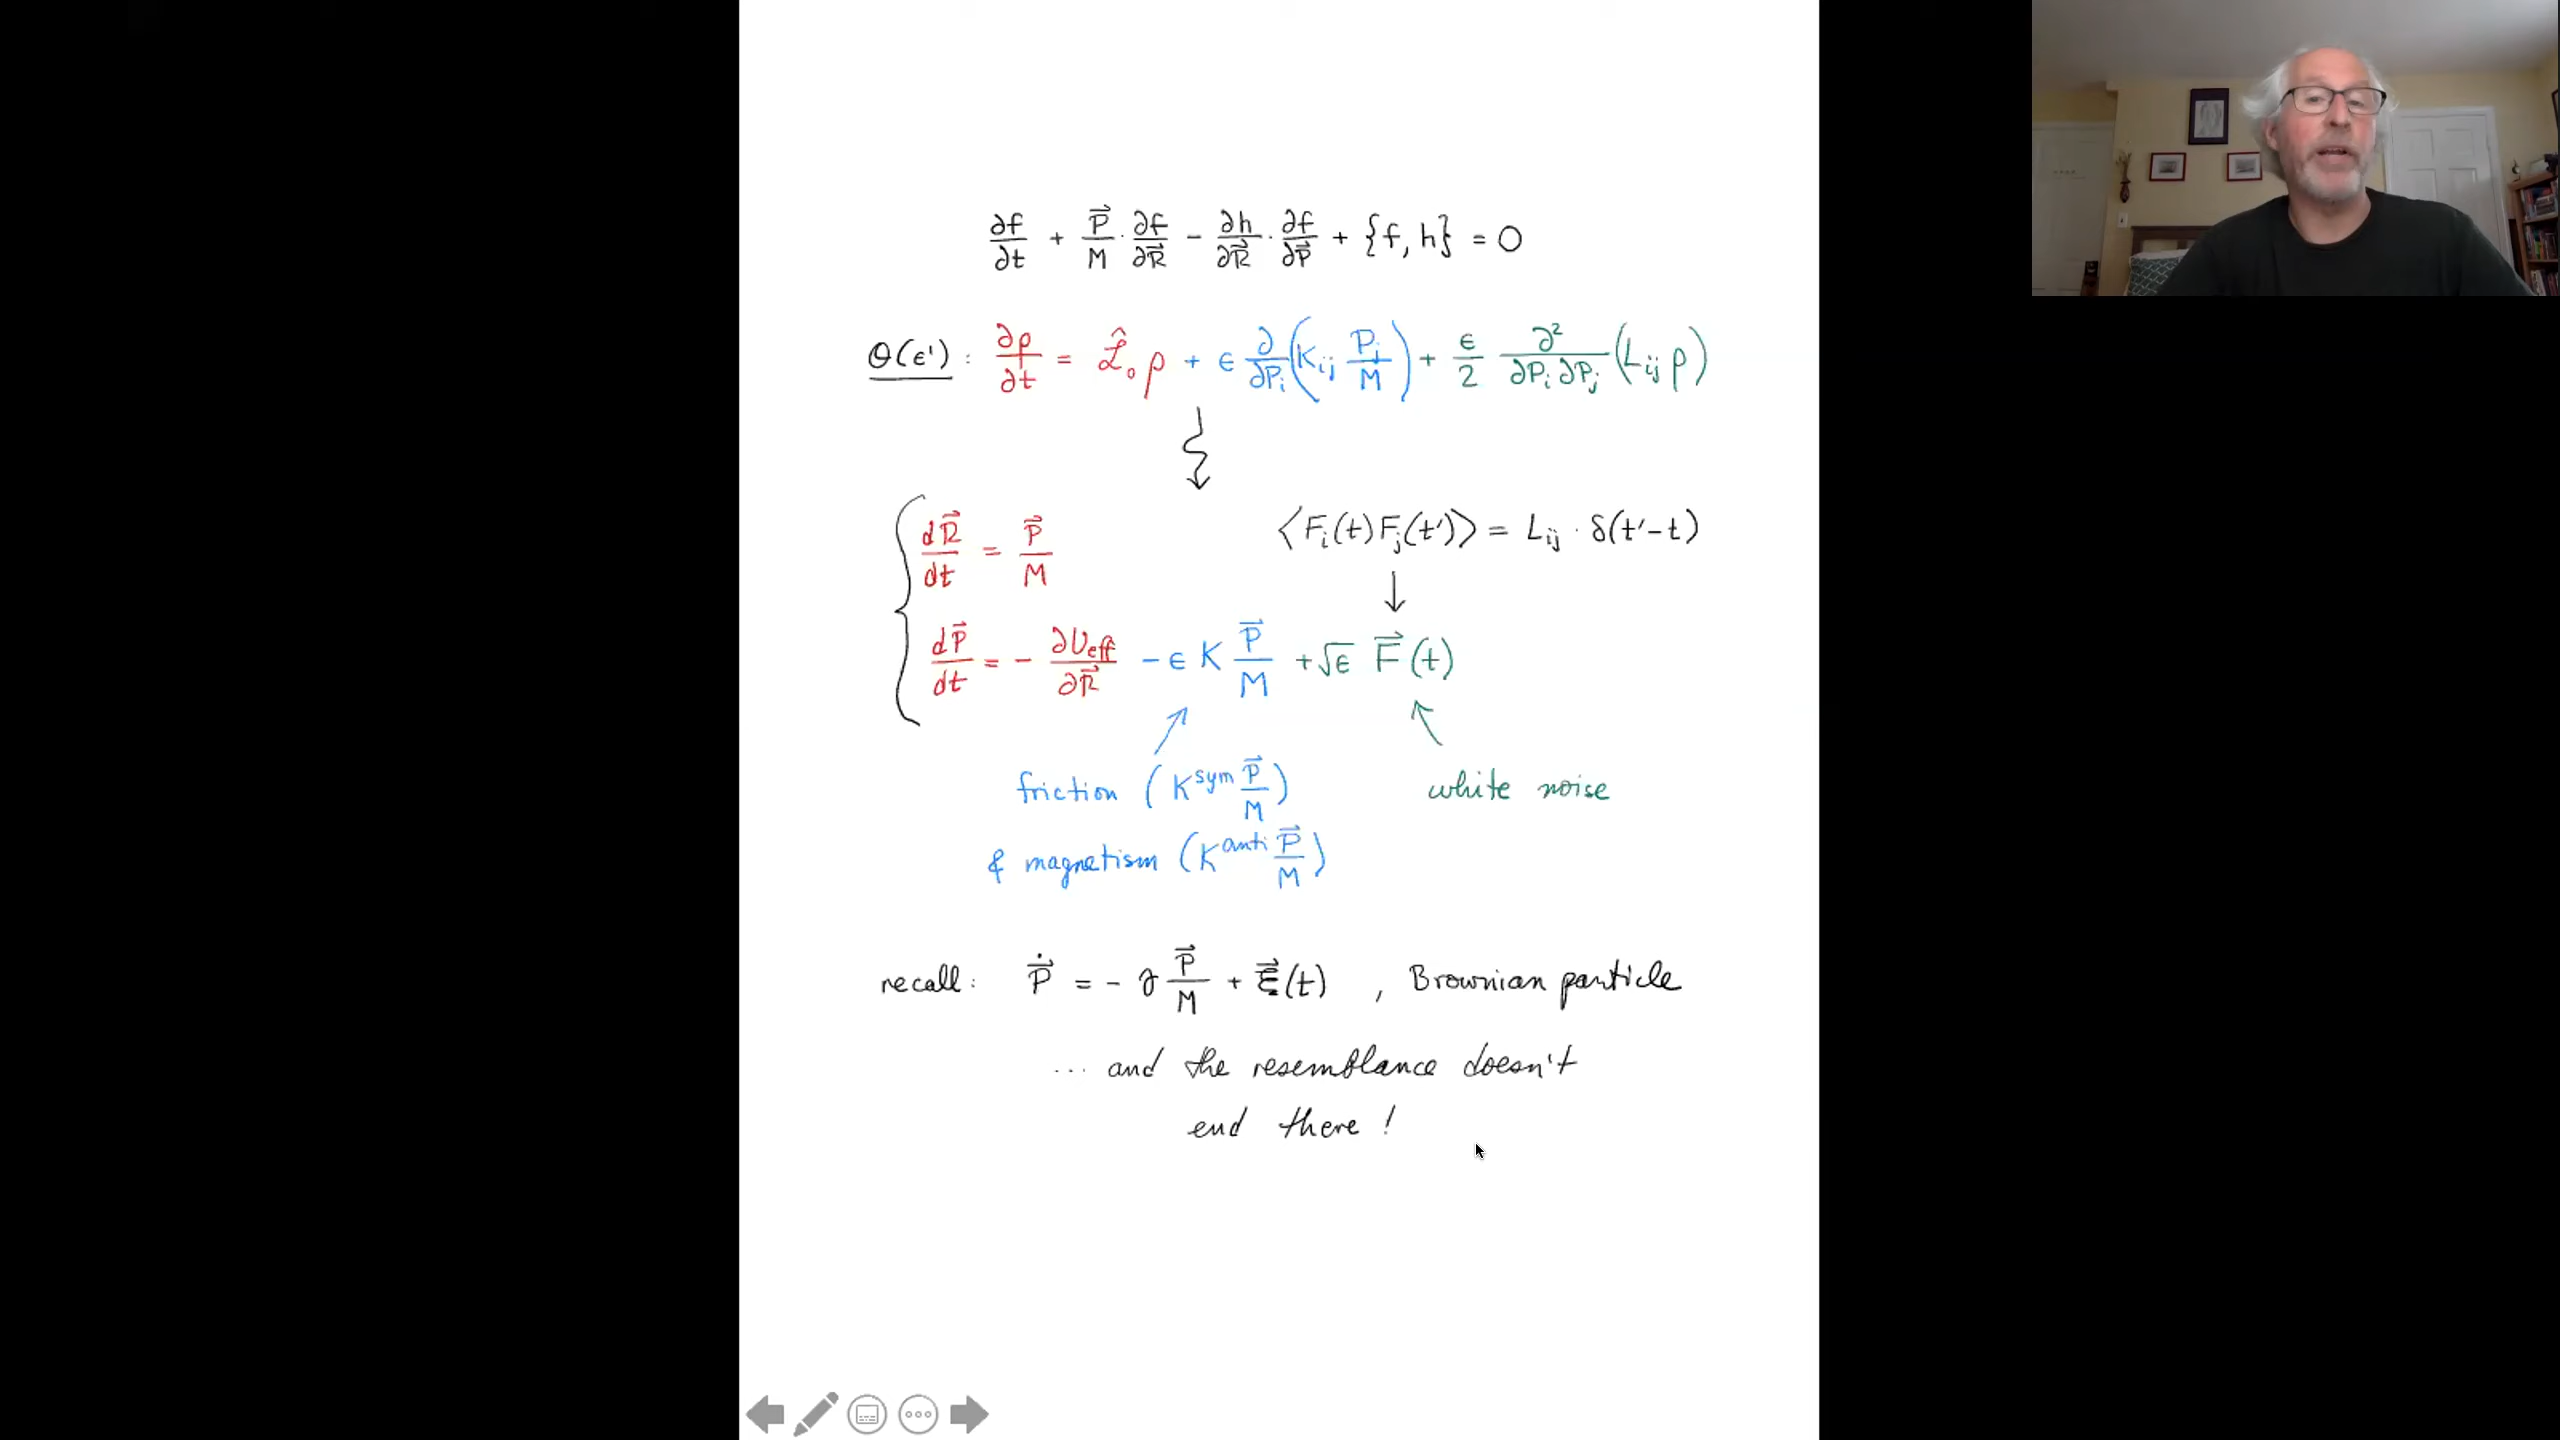 ∂f/∂t + P⃗/M · ∂f/∂R⃗ − ∂h/∂R⃗ · ∂f/∂P⃗ + {f, h} = 0
O(ε¹) : ∂ρ/∂t = ℒ̂₀ ρ + ε ∂/∂Pᵢ (Kᵢⱼ Pⱼ/M) + ε/2 ∂²/∂Pᵢ∂Pⱼ (Lᵢⱼ ρ)
dR⃗/dt = P⃗/M
⟨Fᵢ(t) Fⱼ(t')⟩ = Lᵢⱼ · δ(t'−t)
dP⃗/dt = − ∂U_eff/∂R⃗ − ε K P⃗/M + √ε F⃗(t)
friction (K^sym P⃗/M)
white noise
& magnetism (K^anti P⃗/M)
recall: P⃗̇ = − γ P⃗/M + ξ⃗(t) , Brownian particle
... and the resemblance doesn't
end there !